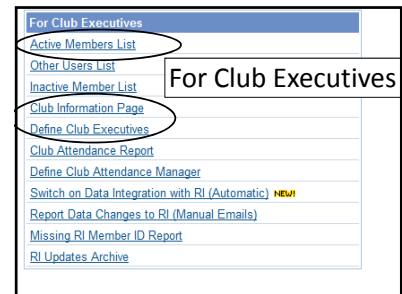 For Club Executives
Active Members List
Other Users List
Inactive Member List
For Club Executives
Club Information Page
Define Club Executives
Club Attendance Report
Define Club Attendance Manager
Switch on Data Integration with RI (Automatic) NEW!
Report Data Changes to RI (Manual Emails)
Missing RI Member ID Report
RI Updates Archive